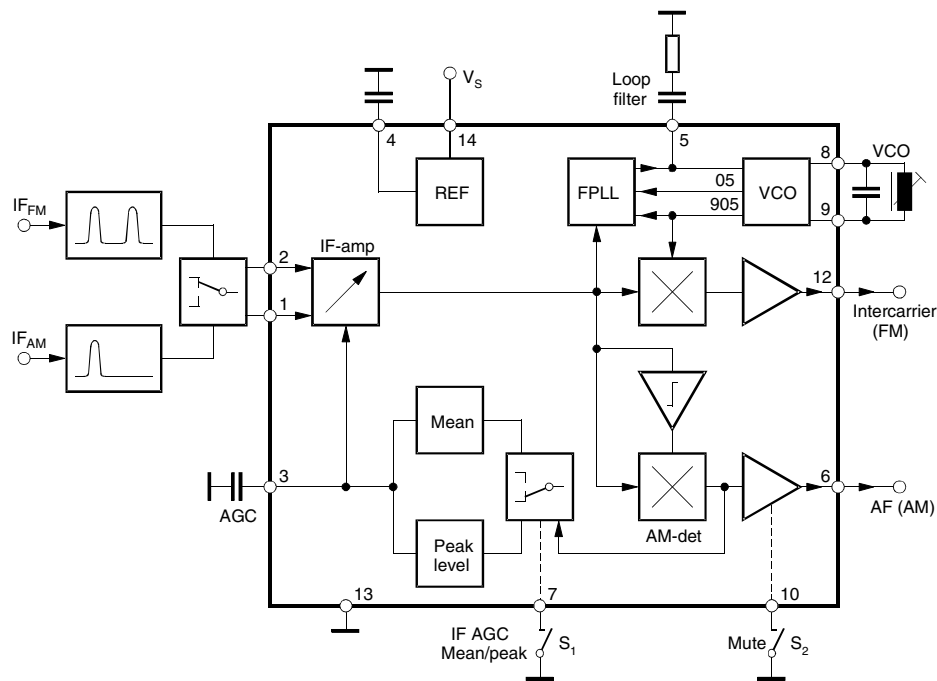 Loop
filter
V_S
4
14
5
8
VCO
REF
FPLL
05
905
VCO
9
IF_FM
IF-amp
2
1
12
Intercarrier
(FM)
IF_AM
Mean
3
AGC
6
AF (AM)
AM-det
Peak
level
13
7
10
IF AGC
Mean/peak
S_1
Mute
S_2